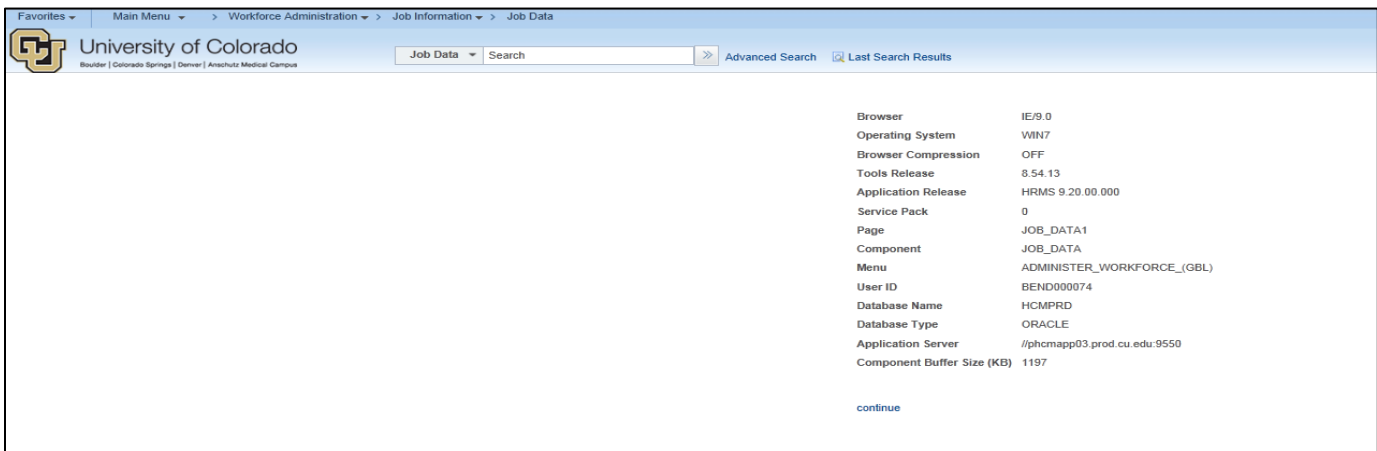 Favorites Main Menu > Workforce Administration > Job Information > Job Data
CU University of Colorado
Boulder | Colorado Springs | Denver | Anschutz Medical Campus
Job Data Search >> Advanced Search Last Search Results
Browser IE/9.0
Operating System WIN7
Browser Compression OFF
Tools Release 8.54.13
Application Release HRMS 9.20.00.000
Service Pack 0
Page JOB_DATA1
Component JOB_DATA
Menu ADMINISTER_WORKFORCE_(GBL)
User ID BEND000074
Database Name HCMPRD
Database Type ORACLE
Application Server //phcmapp03.prod.cu.edu:9550
Component Buffer Size (KB) 1197
continue